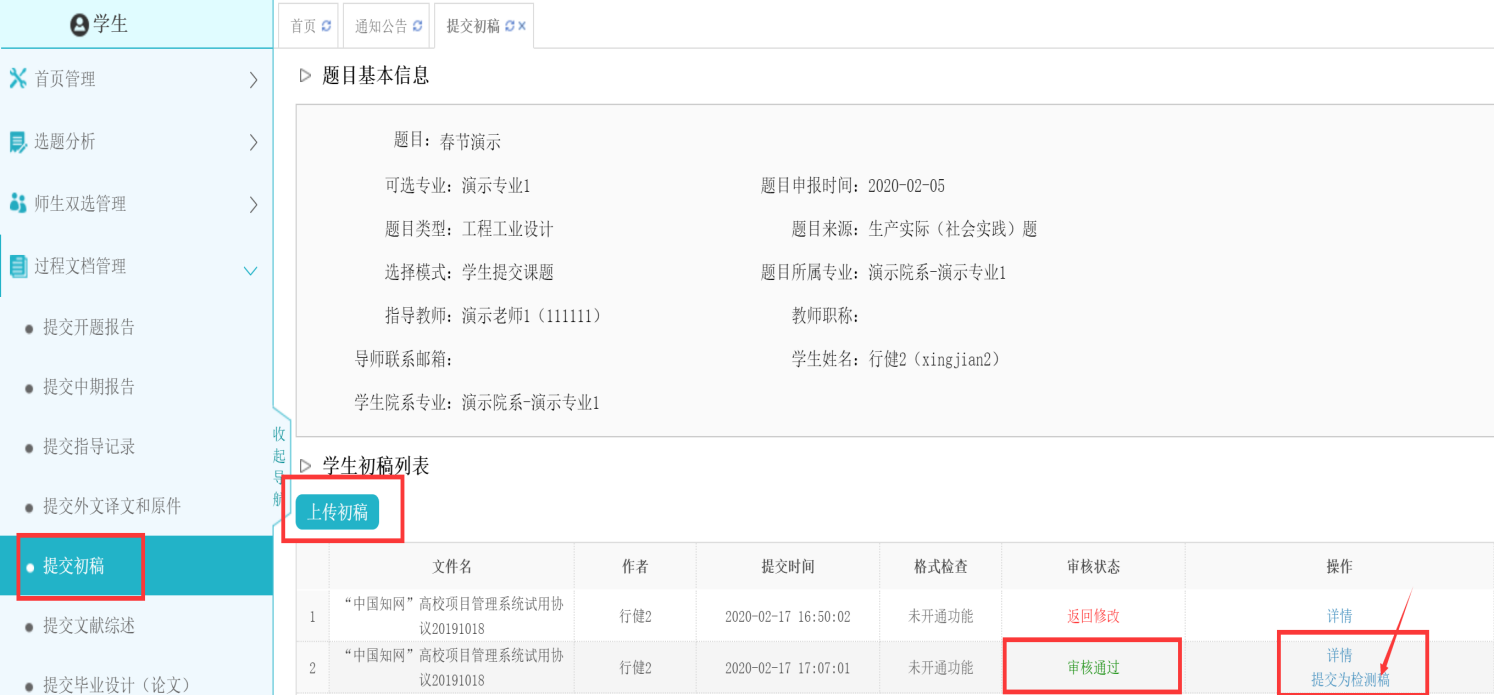 学生
首页 通知公告 提交初稿
首页管理
选题分析
师生双选管理
过程文档管理
提交开题报告
提交中期报告
提交指导记录
提交外文译文和原件
提交初稿
提交文献综述
提交毕业设计（论文）
收起导航
题目基本信息
题目：春节演示
可选专业：演示专业1 题目申报时间：2020-02-05
题目类型：工程工业设计 题目来源：生产实际（社会实践）题
选择模式：学生提交课题 题目所属专业：演示院系-演示专业1
指导教师：演示老师1（111111） 教师职称：
导师联系邮箱： 学生姓名：行健2（xingjian2）
学生院系专业：演示院系-演示专业1
学生初稿列表
上传初稿
文件名 作者 提交时间 格式检查 审核状态 操作
1 “中国知网”高校项目管理系统试用协 行健2 2020-02-17 16:50:02 未开通功能 返回修改 详情
议20191018
2 “中国知网”高校项目管理系统试用协 行健2 2020-02-17 17:07:01 未开通功能 审核通过 详情
议20191018 提交为检测稿